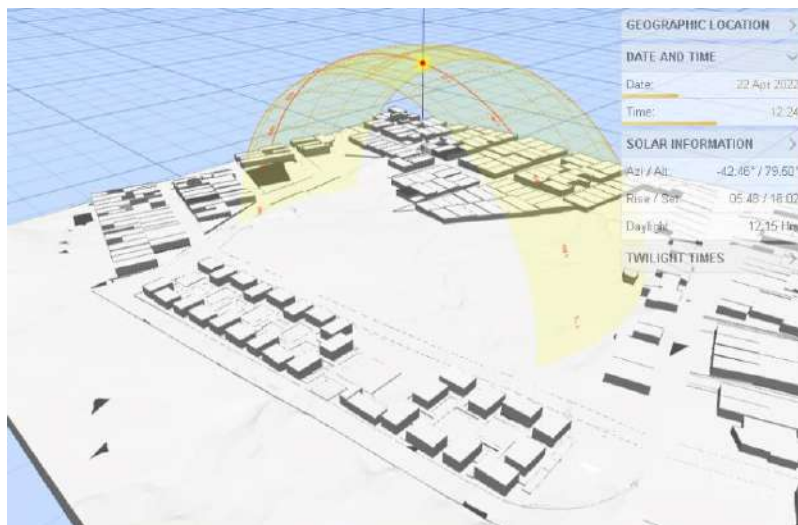 GEOGRAPHIC LOCATION
DATE AND TIME
Date: 22 Apr 2022
Time: 12:24
SOLAR INFORMATION
Azi / Alt: -42.46° / 79.60°
Rise / Set: 05:48 / 18:02
Daylight: 12.15 Hrs
TWILIGHT TIMES